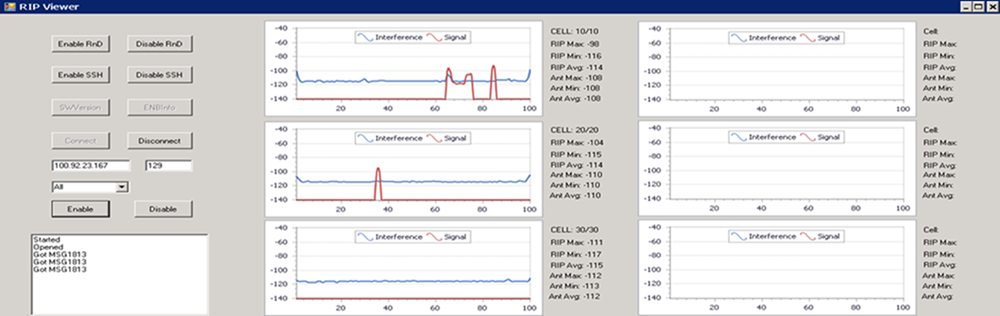 RIP Viewer
Enable RnD
Disable RnD
Enable SSH
Disable SSH
SWVersion
ENBInfo
Connect
Disconnect
100.92.23.167
129
All
Enable
Disable
Started
Opened
Got MSG1813
Got MSG1813
Got MSG1813
Interference
Signal
-40
-60
-80
-100
-120
-140
20
40
60
80
100
CELL: 10/10
RIP Max: -98
RIP Min: -116
RIP Avg: -114
Ant Max: -108
Ant Min: -108
Ant Avg: -108
Interference
Signal
-40
-60
-80
-100
-120
-140
20
40
60
80
100
CELL: 20/20
RIP Max: -104
RIP Min: -115
RIP Avg: -114
Ant Max: -110
Ant Min: -110
Ant Avg: -110
Interference
Signal
-40
-60
-80
-100
-120
-140
20
40
60
80
100
CELL: 30/30
RIP Max: -111
RIP Min: -117
RIP Avg: -115
Ant Max: -112
Ant Min: -113
Ant Avg: -112
Interference
Signal
-40
-60
-80
-100
-120
-140
20
40
60
80
100
Cell:
RIP Max:
RIP Min:
RIP Avg:
Ant Max:
Ant Min:
Ant Avg:
Interference
Signal
-40
-60
-80
-100
-120
-140
20
40
60
80
100
Cell:
RIP Max:
RIP Min:
RIP Avg:
Ant Max:
Ant Min:
Ant Avg:
Interference
Signal
-40
-60
-80
-100
-120
-140
20
40
60
80
100
Cell:
RIP Max:
RIP Min:
RIP Avg:
Ant Max:
Ant Min:
Ant Avg: